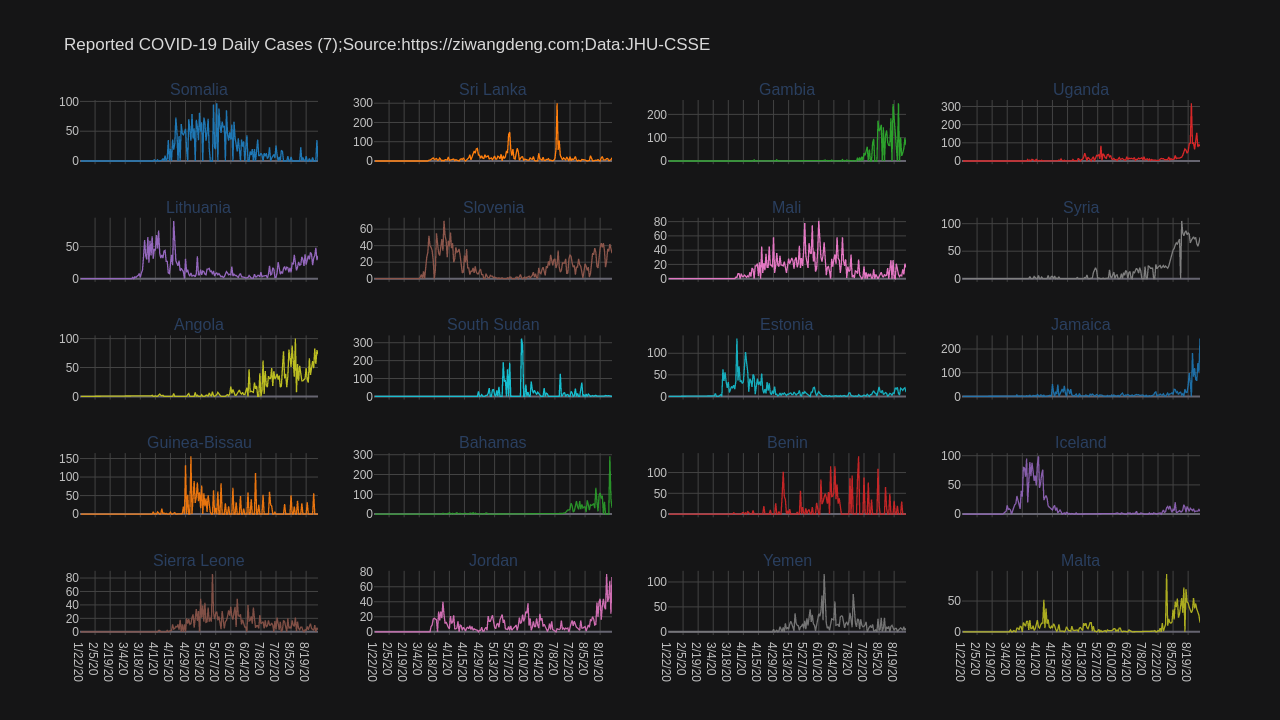 Reported COVID-19 Daily Cases (7);Source:https://ziwangdeng.com;Data:JHU-CSSE
Somalia
100
50
0
Sri Lanka
300
200
100
0
Gambia
200
100
0
Uganda
300
200
100
0
Lithuania
50
0
Slovenia
60
40
20
0
Mali
80
60
40
20
0
Syria
100
50
0
Angola
100
50
0
South Sudan
300
200
100
0
Estonia
100
50
0
Jamaica
200
100
0
Guinea-Bissau
150
100
50
0
Bahamas
300
200
100
0
Benin
100
50
0
Iceland
100
50
0
Sierra Leone
80
60
40
20
0
Jordan
80
60
40
20
0
Yemen
100
50
0
Malta
50
0
1/22/20 2/5/20 2/19/20 3/4/20 3/18/20 4/1/20 4/15/20 4/29/20 5/13/20 5/27/20 6/10/20 6/24/20 7/8/20 7/22/20 8/5/20 8/19/20
1/22/20 2/5/20 2/19/20 3/4/20 3/18/20 4/1/20 4/15/20 4/29/20 5/13/20 5/27/20 6/10/20 6/24/20 7/8/20 7/22/20 8/5/20 8/19/20
1/22/20 2/5/20 2/19/20 3/4/20 3/18/20 4/1/20 4/15/20 4/29/20 5/13/20 5/27/20 6/10/20 6/24/20 7/8/20 7/22/20 8/5/20 8/19/20
1/22/20 2/5/20 2/19/20 3/4/20 3/18/20 4/1/20 4/15/20 4/29/20 5/13/20 5/27/20 6/10/20 6/24/20 7/8/20 7/22/20 8/5/20 8/19/20